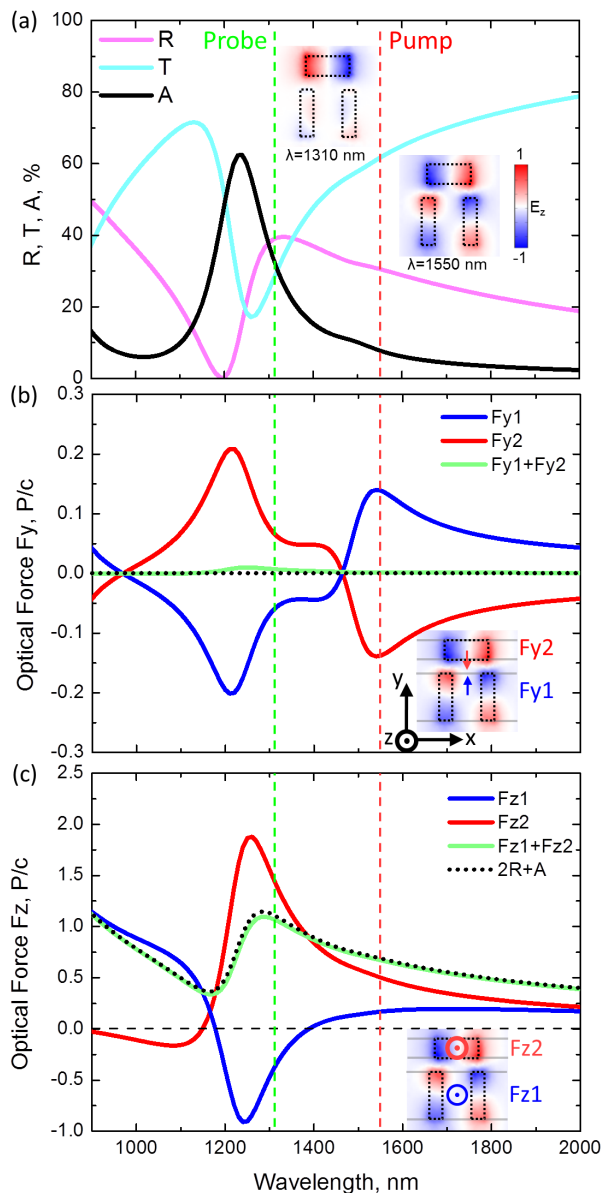 (a)
R
T
A
Probe
Pump
λ=1310 nm
λ=1550 nm
1
E_z
-1
R, T, A, %
100
80
60
40
20
0
(b)
Fy1
Fy2
Fy1+Fy2
Optical Force Fy, P/c
0.3
0.2
0.1
0.0
-0.1
-0.2
-0.3
Fy2
Fy1
y
z
x
(c)
Fz1
Fz2
Fz1+Fz2
2R+A
Optical Force Fz, P/c
2.5
2.0
1.5
1.0
0.5
0.0
-0.5
-1.0
Fz2
Fz1
1000 1200 1400 1600 1800 2000
Wavelength, nm